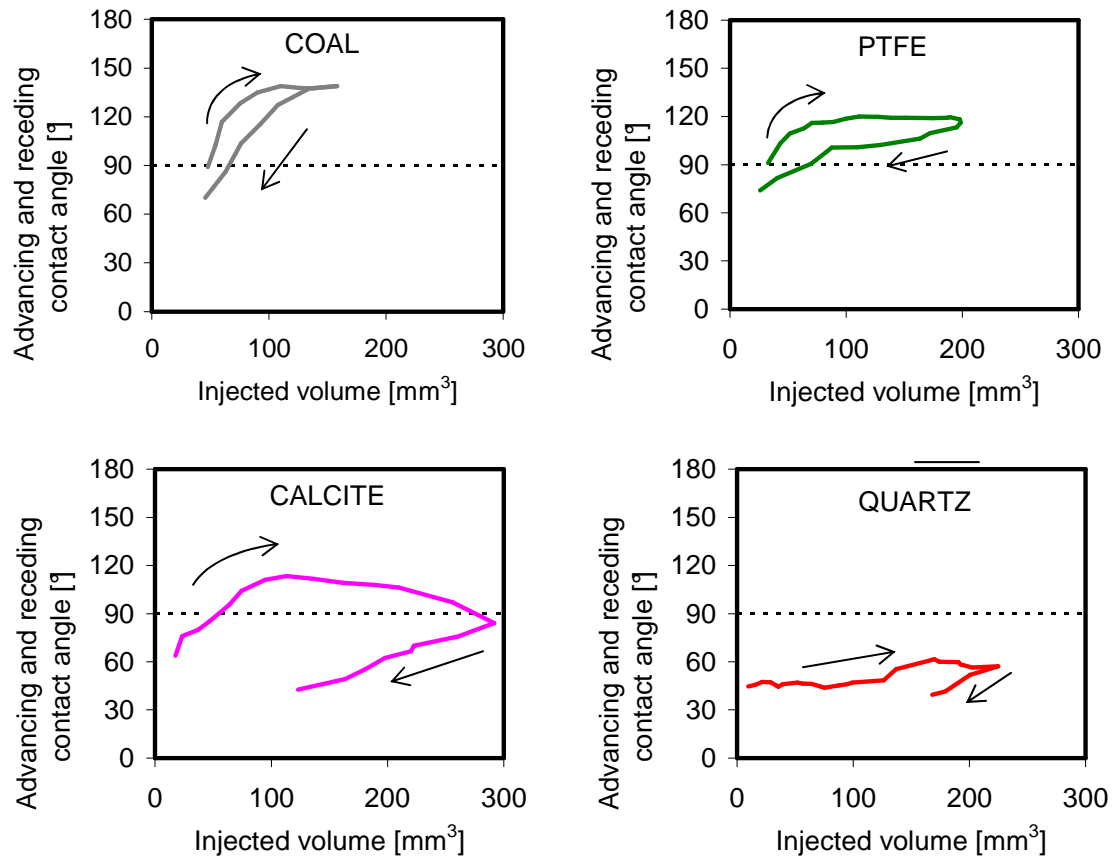 COAL
Advancing and receding
contact angle [°]
180
150
120
90
60
30
0
0 100 200 300
Injected volume [mm³]
PTFE
Advancing and receding
contact angle [°]
180
150
120
90
60
30
0
0 100 200 300
Injected volume [mm³]
CALCITE
Advancing and receding
contact angle [°]
180
150
120
90
60
30
0
0 100 200 300
Injected volume [mm³]
QUARTZ
Advancing and receding
contact angle [°]
180
150
120
90
60
30
0
0 100 200 300
Injected volume [mm³]